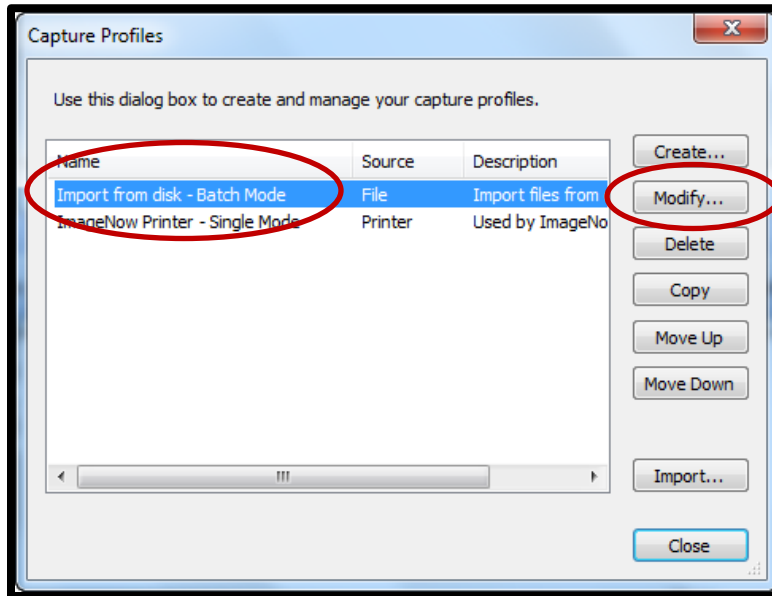 Capture Profiles
X
Use this dialog box to create and manage your capture profiles.
Name Source Description
Import from disk - Batch Mode File Import files from
ImageNow Printer - Single Mode Printer Used by ImageNo
Create...
Modify...
Delete
Copy
Move Up
Move Down
Import...
Close